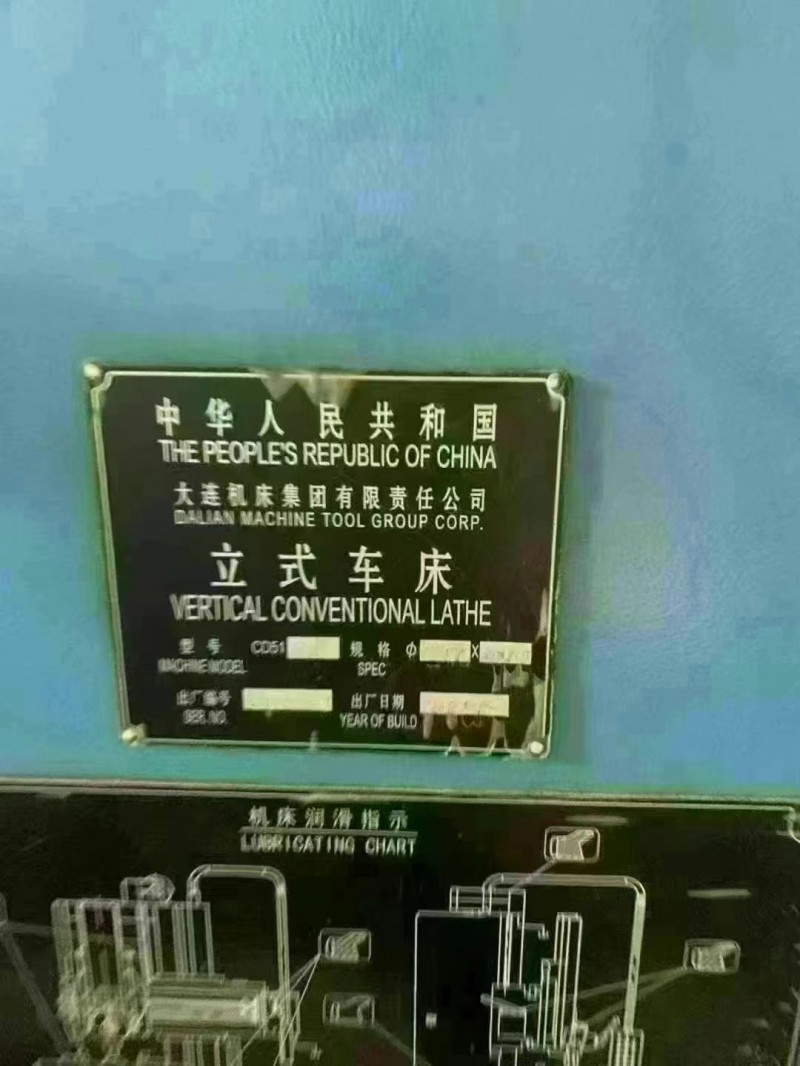 中华人民共和国
THE PEOPLE'S REPUBLIC OF CHINA
大连机床集团有限责任公司
DALIAN MACHINE TOOL GROUP CORP.
立式车床
VERTICAL CONVENTIONAL LATHE
型号 CD51 规格 Φ X
MACHINE MODEL SPEC
出厂编号 出厂日期
SER.NO. YEAR OF BUILD
机床润滑指示
LUBRICATING CHART